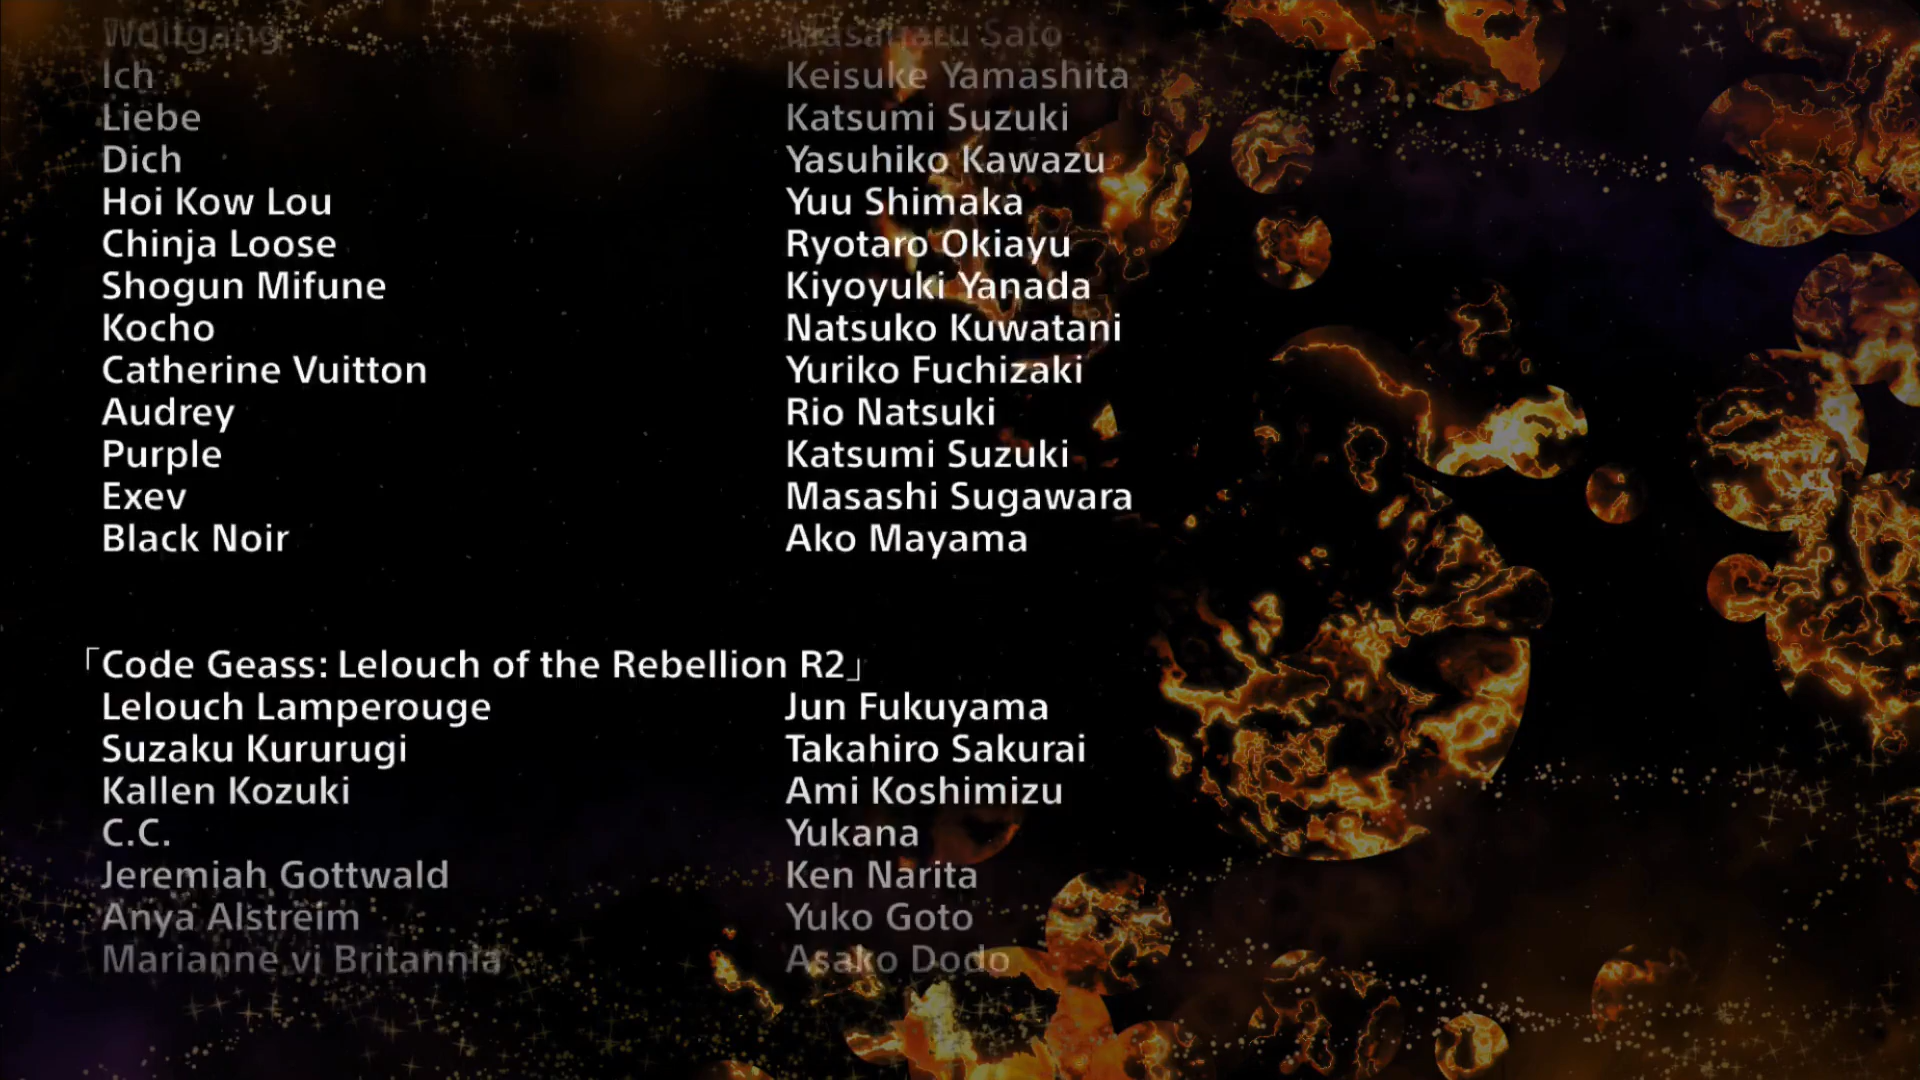 Wolfgang Masaharu Sato
Ich Keisuke Yamashita
Liebe Katsumi Suzuki
Dich Yasuhiko Kawazu
Hoi Kow Lou Yuu Shimaka
Chinja Loose Ryotaro Okiayu
Shogun Mifune Kiyoyuki Yanada
Kocho Natsuko Kuwatani
Catherine Vuitton Yuriko Fuchizaki
Audrey Rio Natsuki
Purple Katsumi Suzuki
Exev Masashi Sugawara
Black Noir Ako Mayama
「Code Geass: Lelouch of the Rebellion R2」
Lelouch Lamperouge Jun Fukuyama
Suzaku Kururugi Takahiro Sakurai
Kallen Kozuki Ami Koshimizu
C.C. Yukana
Jeremiah Gottwald Ken Narita
Anya Alstreim Yuko Goto
Marianne vi Britannia Asako Dodo